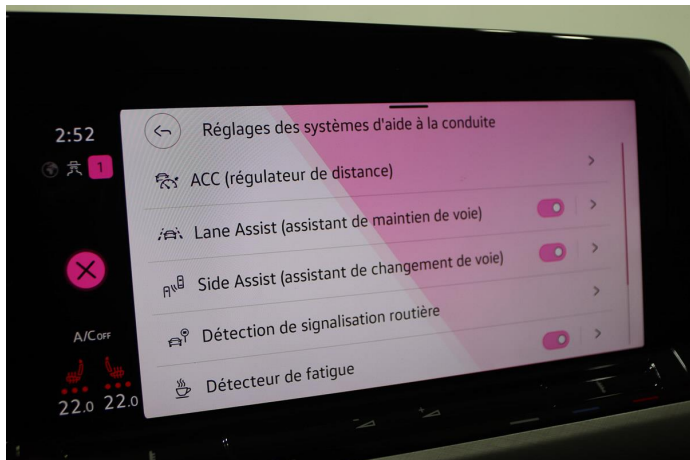 2:52
1
A/C OFF
22.0 22.0
Réglages des systèmes d'aide à la conduite
ACC (régulateur de distance)
Lane Assist (assistant de maintien de voie)
Side Assist (assistant de changement de voie)
Détection de signalisation routière
Détecteur de fatigue